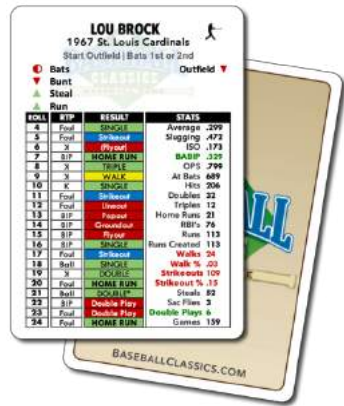 LOU BROCK
1967 St. Louis Cardinals
Start Outfield | Bats 1st or 2nd
Bats Outfield
Bunt
Steal
Run
ROLL RTP RESULT STATS
4 Foul SINGLE Average .299
5 Foul Strikeout Slugging .472
6 K (Flyout) ISO .173
7 BIP HOME RUN BABIP .329
8 K TRIPLE OPS .799
9 K WALK At Bats 689
10 K SINGLE Hits 206
11 Foul Strikeout Doubles 32
12 Foul Lineout Triples 12
13 BIP Popout Home Runs 21
14 BIP Groundout RBI's 76
15 BIP Flyout Runs 113
16 BIP SINGLE Runs Created 113
17 Foul Strikeout Walks 24
18 Ball SINGLE Walk % .03
19 K DOUBLE Strikeouts 109
20 Foul HOME RUN Strikeout % .15
21 Ball DOUBLE* Steals 52
22 BIP Double Play Sac Flies 3
23 Foul Double Play Double Plays 6
24 Foul HOME RUN Games 159
BASEBALLCLASSICS.COM